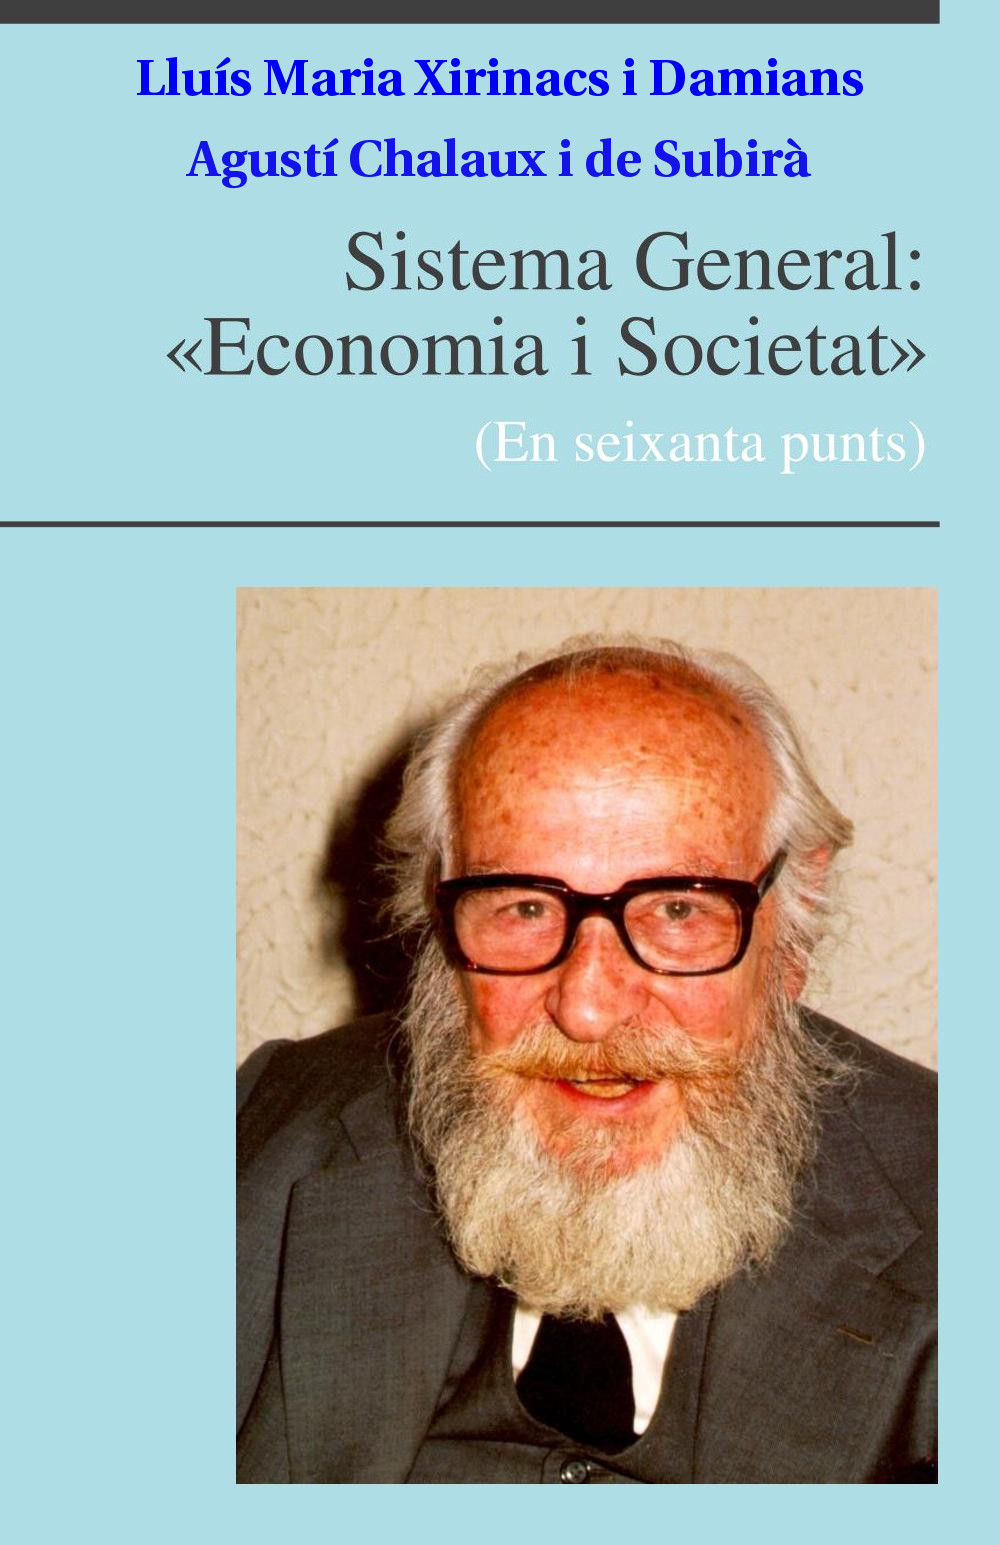 Lluís Maria Xirinacs i Damians
Agustí Chalaux i de Subirà
Sistema General:
«Economia i Societat»
(En seixanta punts)